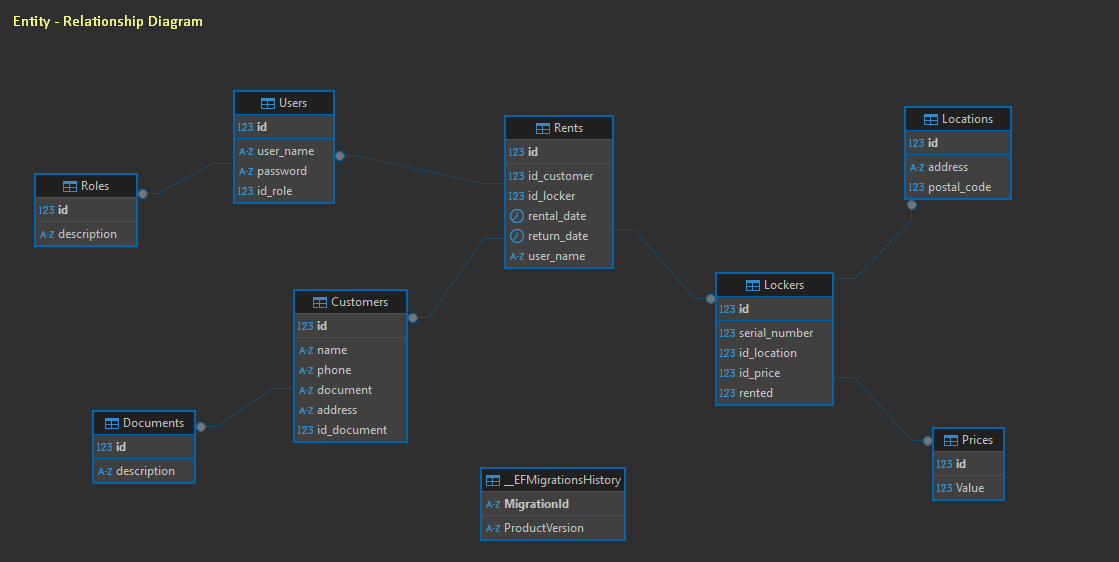 Entity - Relationship Diagram
Users
123 id
A-Z user_name
A-Z password
123 id_role
Roles
123 id
A-Z description
Rents
123 id
123 id_customer
123 id_locker
rental_date
return_date
A-Z user_name
Locations
123 id
A-Z address
123 postal_code
Customers
123 id
A-Z name
A-Z phone
A-Z document
A-Z address
123 id_document
Lockers
123 id
123 serial_number
123 id_location
123 id_price
123 rented
Documents
123 id
A-Z description
__EFMigrationsHistory
A-Z MigrationId
A-Z ProductVersion
Prices
123 id
123 Value